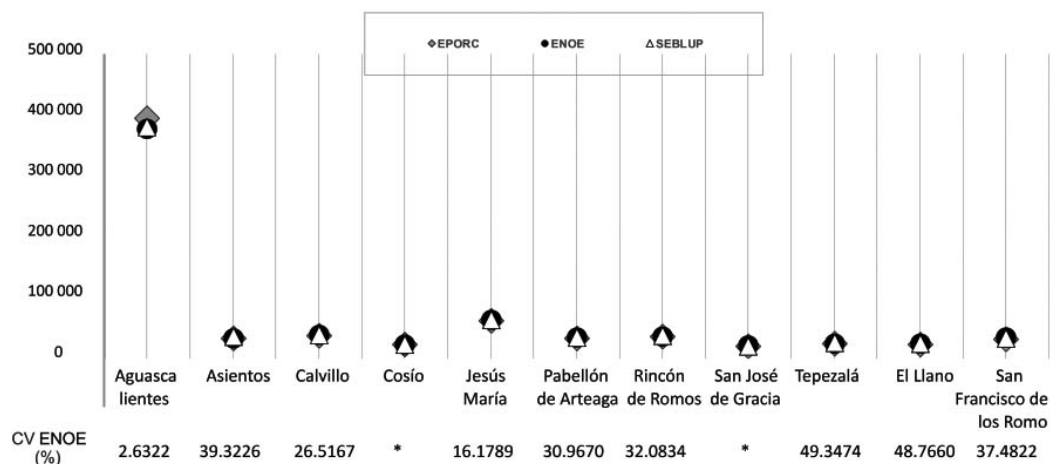 EPORC ENOE SEBLUP
500 000
400 000
300 000
200 000
100 000
0
Aguasca Asientos Calvillo Cosío Jesús Pabellón Rincón San José Tepezalá El Llano San
lientes María de Arteaga de Romos de Gracia Francisco de
los Romo
CV ENOE
(%) 2.6322 39.3226 26.5167 * 16.1789 30.9670 32.0834 * 49.3474 48.7660 37.4822